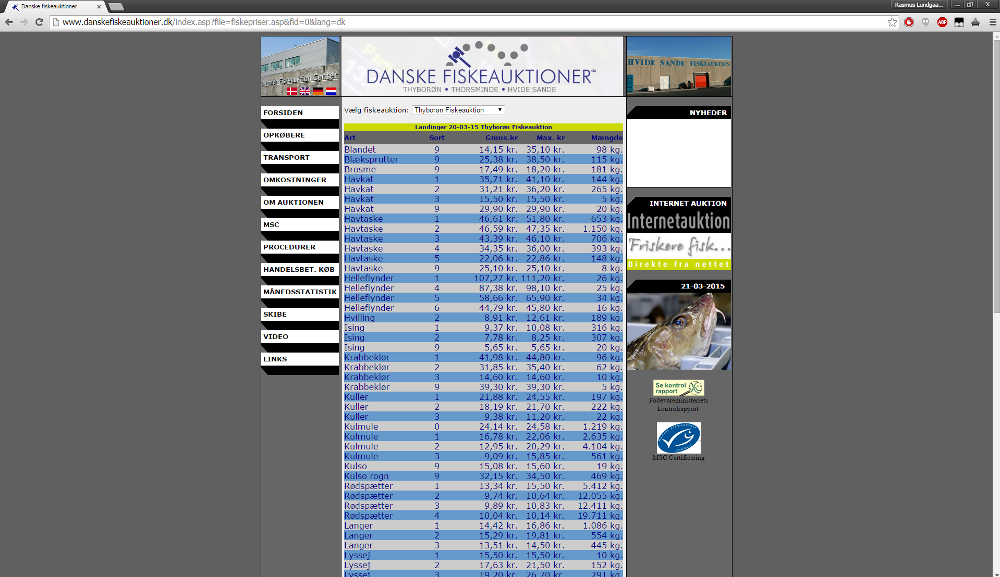 Danske fiskeauktioner
Rasmus Lundgaa...
www.danskefiskeauktioner.dk/index.asp?file=fiskepriser.asp&fid=0&lang=dk
ABP
Thyborøn Fiskeauktion Center
DANSKE FISKEAUKTIONER as
THYBORØN • THORSMINDE • HVIDE SANDE
HVIDE SANDE FISKEAUKTION
FORSIDEN
OPKØBERE
TRANSPORT
OMKOSTNINGER
OM AUKTIONEN
MSC
PROCEDURER
HANDELSBET. KØB
MÅNEDSSTATISTIK
SKIBE
VIDEO
LINKS
Vælg fiskeauktion: Thyborøn Fiskeauktion
Landinger 20-03-15 Thyborøn Fiskeauktion
Art Sort Gnms.kr Max. kr Mængde
Blandet 9 14,15 kr. 35,10 kr. 98 kg.
Blæksprutter 9 25,38 kr. 38,50 kr. 115 kg.
Brosme 9 17,49 kr. 18,20 kr. 181 kg.
Havkat 1 35,71 kr. 41,10 kr. 144 kg.
Havkat 2 31,21 kr. 36,20 kr. 265 kg.
Havkat 3 15,50 kr. 15,50 kr. 5 kg.
Havkat 9 29,90 kr. 29,90 kr. 20 kg.
Havtaske 1 46,61 kr. 51,80 kr. 653 kg.
Havtaske 2 46,59 kr. 47,35 kr. 1.150 kg.
Havtaske 3 43,39 kr. 46,10 kr. 706 kg.
Havtaske 4 34,35 kr. 36,00 kr. 393 kg.
Havtaske 5 22,06 kr. 22,86 kr. 148 kg.
Havtaske 9 25,10 kr. 25,10 kr. 8 kg.
Helleflynder 1 107,27 kr. 111,20 kr. 26 kg.
Helleflynder 4 87,38 kr. 98,10 kr. 25 kg.
Helleflynder 5 58,66 kr. 65,90 kr. 34 kg.
Helleflynder 6 44,79 kr. 45,80 kr. 16 kg.
Hvilling 2 8,91 kr. 12,61 kr. 189 kg.
Ising 1 9,37 kr. 10,08 kr. 316 kg.
Ising 2 7,78 kr. 8,25 kr. 307 kg.
Ising 9 5,65 kr. 5,65 kr. 20 kg.
Krabbeklør 1 41,98 kr. 44,80 kr. 96 kg.
Krabbeklør 2 31,85 kr. 35,40 kr. 62 kg.
Krabbeklør 3 14,60 kr. 14,60 kr. 10 kg.
Krabbeklør 9 39,30 kr. 39,30 kr. 5 kg.
Kuller 1 21,88 kr. 24,55 kr. 197 kg.
Kuller 2 18,19 kr. 21,70 kr. 222 kg.
Kuller 3 9,38 kr. 11,20 kr. 22 kg.
Kulmule 0 24,14 kr. 24,58 kr. 1.219 kg.
Kulmule 1 16,78 kr. 22,06 kr. 2.635 kg.
Kulmule 2 12,95 kr. 20,29 kr. 4.104 kg.
Kulmule 3 9,09 kr. 15,85 kr. 561 kg.
Kulso 9 15,08 kr. 15,60 kr. 19 kg.
Kulso rogn 9 32,15 kr. 34,50 kr. 469 kg.
Rødspætter 1 13,34 kr. 15,50 kr. 5.412 kg.
Rødspætter 2 9,74 kr. 10,64 kr. 12.055 kg.
Rødspætter 3 9,89 kr. 10,83 kr. 12.411 kg.
Rødspætter 4 10,04 kr. 10,14 kr. 19.711 kg.
Langer 1 14,42 kr. 16,86 kr. 1.086 kg.
Langer 2 15,29 kr. 19,81 kr. 554 kg.
Langer 3 13,51 kr. 14,50 kr. 445 kg.
Lyssej 1 15,50 kr. 15,50 kr. 10 kg.
Lyssej 2 17,63 kr. 21,50 kr. 152 kg.
Lyssej 3 19,20 kr. 26,70 kr. 291 kg.
NYHEDER
INTERNET AUKTION
Internetauktion
Friskere fisk...
Direkte fra nettet
21-03-2015
Se kontrol
rapport
Fødevareministeriets
kontrolrapport
MARINE STEWARDSHIP
COUNCIL
MSC Certificering